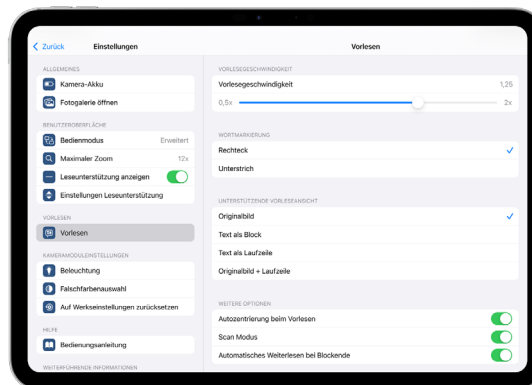 Zurück
Einstellungen
ALLGEMEINES
Kamera-Akku
Fotogalerie öffnen
BENUTZEROBERFLÄCHE
Bedienmodus Erweitert
Maximaler Zoom 12x
Leseunterstützung anzeigen
Einstellungen Leseunterstützung
VORLESEN
Vorlesen
KAMERAMODULEINSTELLUNGEN
Beleuchtung
Falschfarbenauswahl
Auf Werkseinstellungen zurücksetzen
HILFE
Bedienungsanleitung
WEITERFÜHRENDE INFORMATIONEN
Vorlesen
VORLESEGESCHWINDIGKEIT
Vorlesegeschwindigkeit 1,25
0,5x 2x
WORTMARKIERUNG
Rechteck
Unterstrich
UNTERSTÜTZENDE VORLESEANSICHT
Originalbild
Text als Block
Text als Laufzeile
Originalbild + Laufzeile
WEITERE OPTIONEN
Autozentrierung beim Vorlesen
Scan Modus
Automatisches Weiterlesen bei Blockende